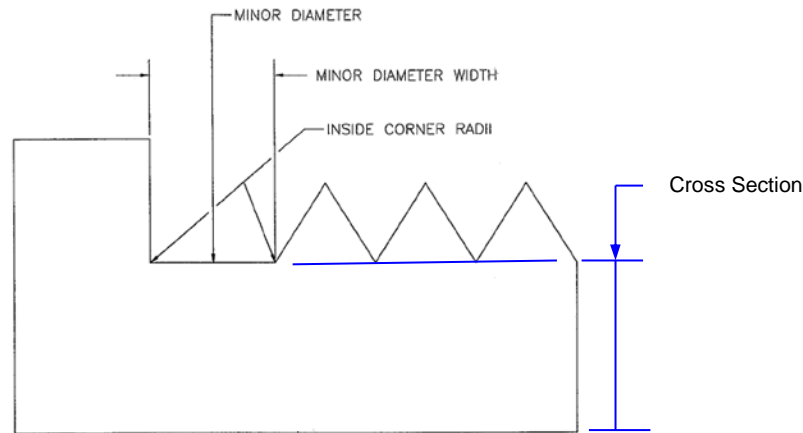 MINOR DIAMETER
MINOR DIAMETER WIDTH
INSIDE CORNER RADII
Cross Section